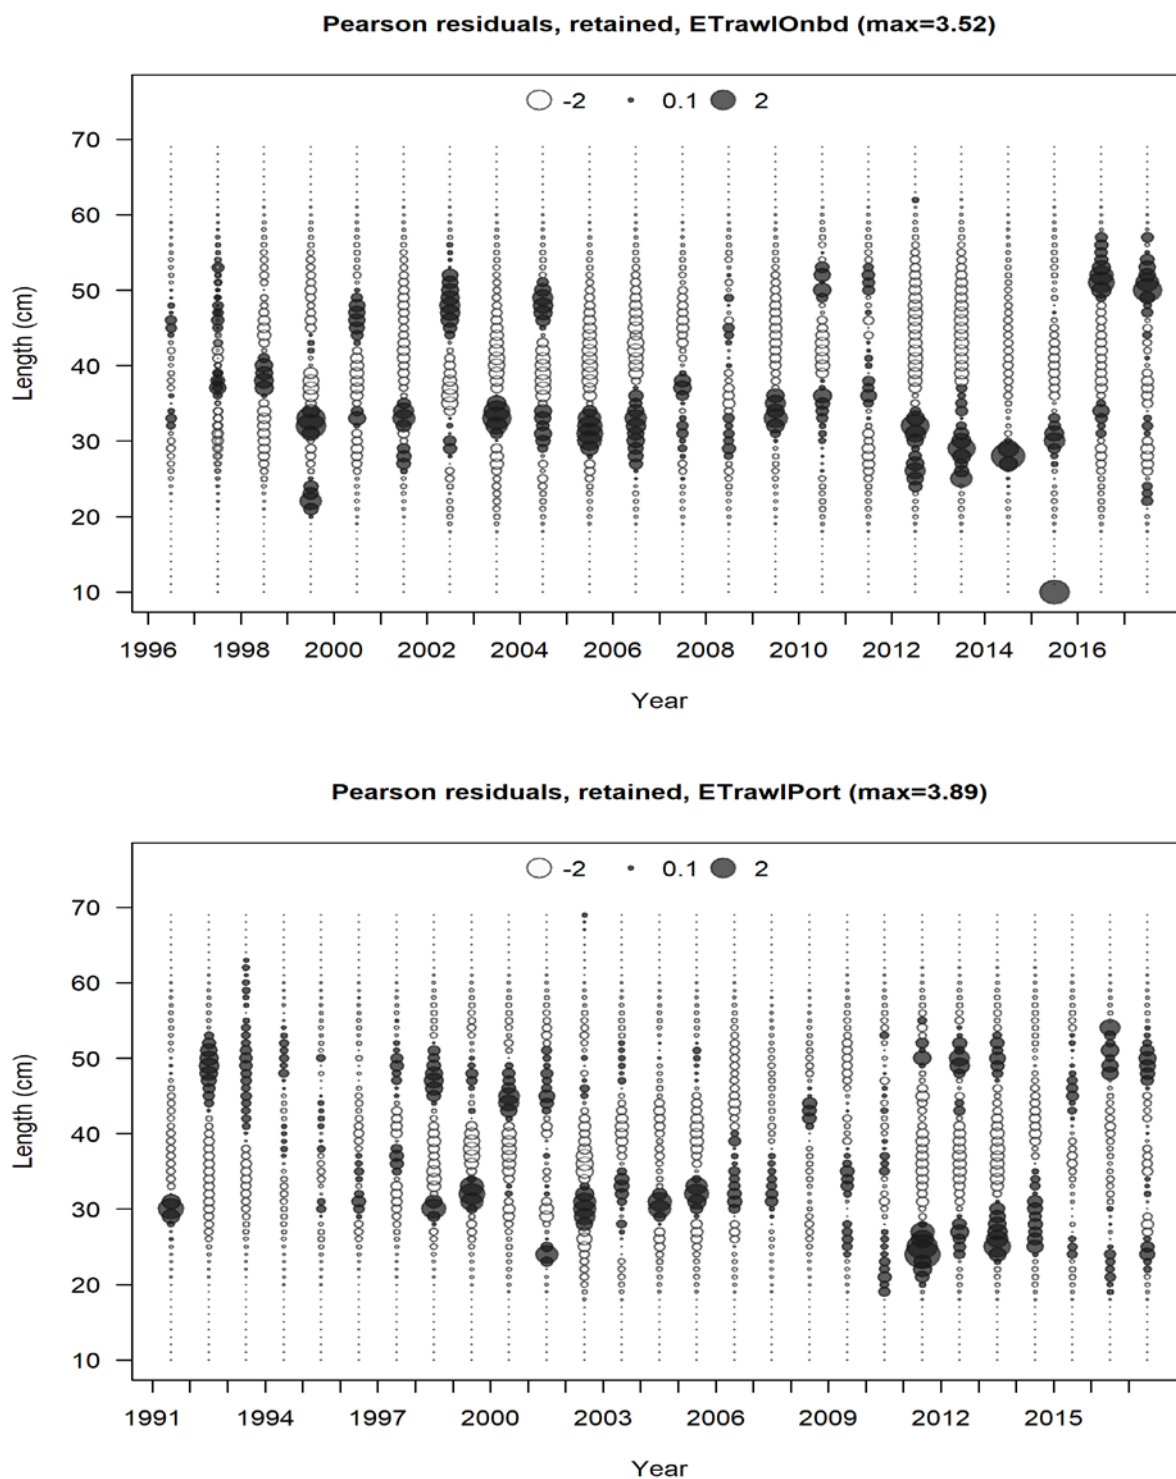 Pearson residuals, retained, ETrawlOnbd (max=3.52)
-2 0.1 2
70
60
50
40
30
20
10
Length (cm)
1996 1998 2000 2002 2004 2006 2008 2010 2012 2014 2016
Year
Pearson residuals, retained, ETrawlPort (max=3.89)
-2 0.1 2
70
60
50
40
30
20
10
Length (cm)
1991 1994 1997 2000 2003 2006 2009 2012 2015
Year